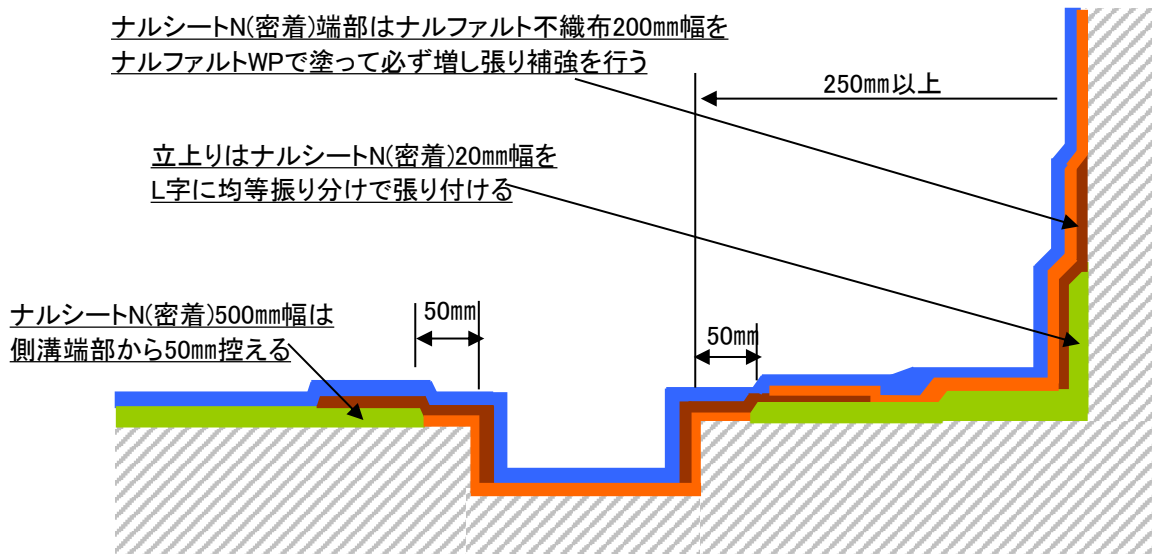 ナルシートN(密着)端部はナルファルト不織布200㎜幅を
ナルファルトWPで塗って必ず増し張り補強を行う
250㎜以上
立上りはナルシートN(密着)20㎜幅を
L字に均等振り分けで張り付ける
ナルシートN(密着)500㎜幅は
側溝端部から50㎜控える
50㎜
50㎜